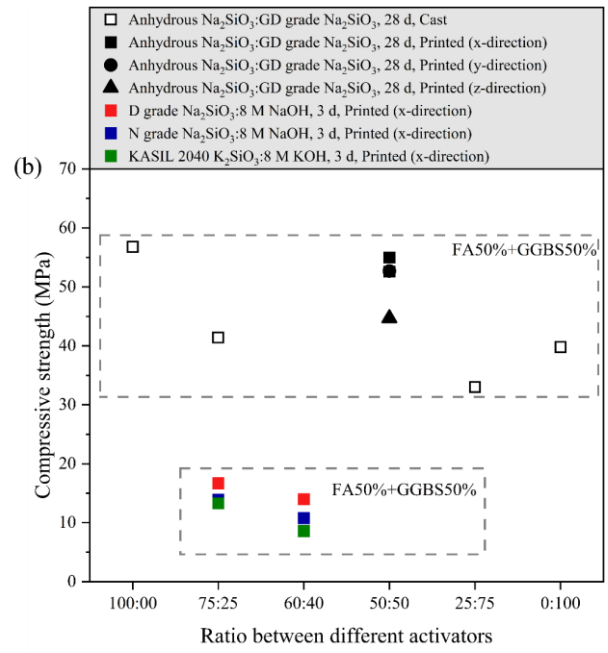 Anhydrous Na₂SiO₃:GD grade Na₂SiO₃, 28 d, Cast
Anhydrous Na₂SiO₃:GD grade Na₂SiO₃, 28 d, Printed (x-direction)
Anhydrous Na₂SiO₃:GD grade Na₂SiO₃, 28 d, Printed (y-direction)
Anhydrous Na₂SiO₃:GD grade Na₂SiO₃, 28 d, Printed (z-direction)
D grade Na₂SiO₃:8 M NaOH, 3 d, Printed (x-direction)
N grade Na₂SiO₃:8 M NaOH, 3 d, Printed (x-direction)
KASIL 2040 K₂SiO₃:8 M KOH, 3 d, Printed (x-direction)
(b)
Compressive strength (MPa)
70
60
50
40
30
20
10
0
FA50%+GGBS50%
FA50%+GGBS50%
100:00
75:25
60:40
50:50
25:75
0:100
Ratio between different activators